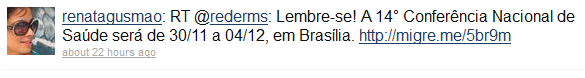 renatagusmao: RT @rederms: Lembre-se! A 14° Conferência Nacional de
Saúde será de 30/11 a 04/12, em Brasília. http://migre.me/5br9m
about 22 hours ago